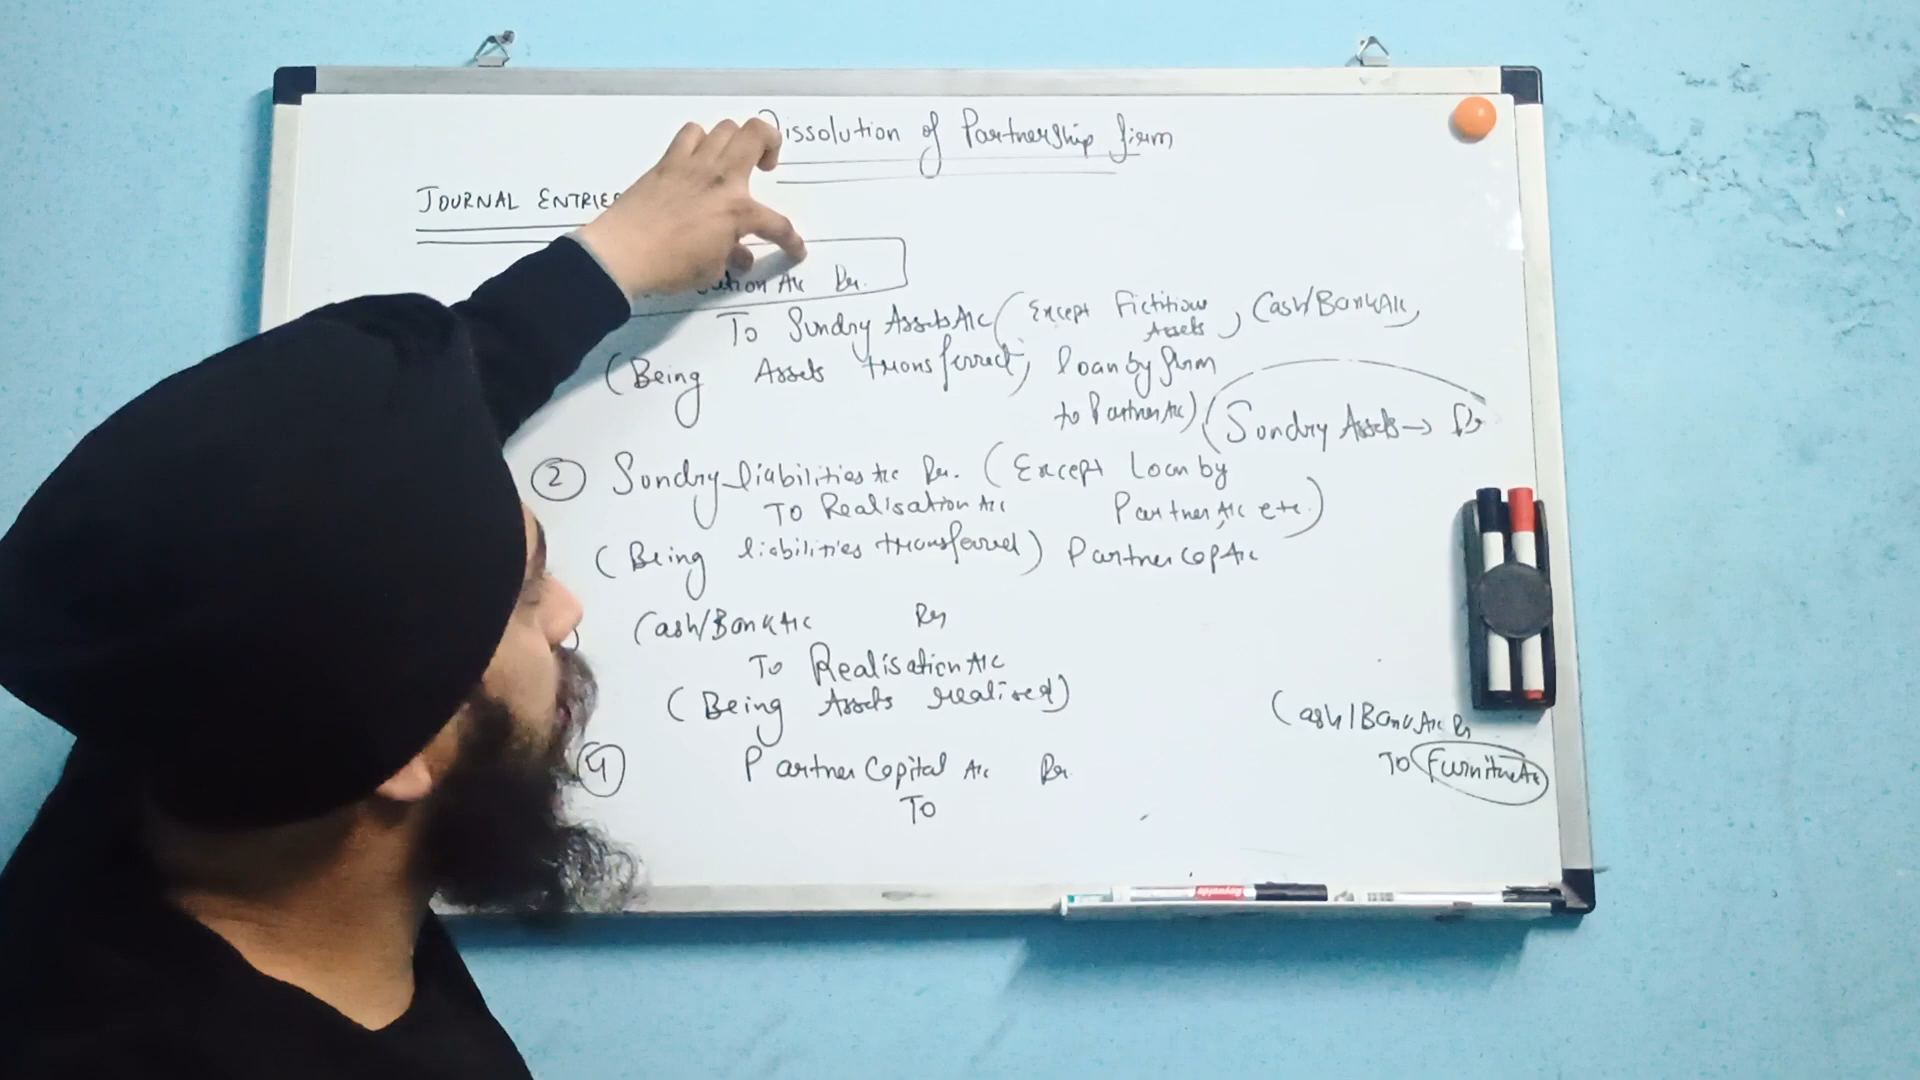 Dissolution of Partnership firm
JOURNAL ENTRIES
A/c Dr.
To Sundry Assets A/c (Except Fictitious Assets, Cash/Bank A/c,
(Being Assets transferred) loan by firm
to Partner A/c) (Sundry Assets → Dr
② Sundry liabilities A/c Dr. (Except Loan by
To Realisation A/c Partner A/c etc.)
(Being liabilities transferred) Partner Cap A/c
Cash/Bank A/c Dr
To Realisation A/c
(Being Assets realised)
Cash/Bank A/c Dr
④ Partner Capital A/c Dr.
To Furniture A/c
To